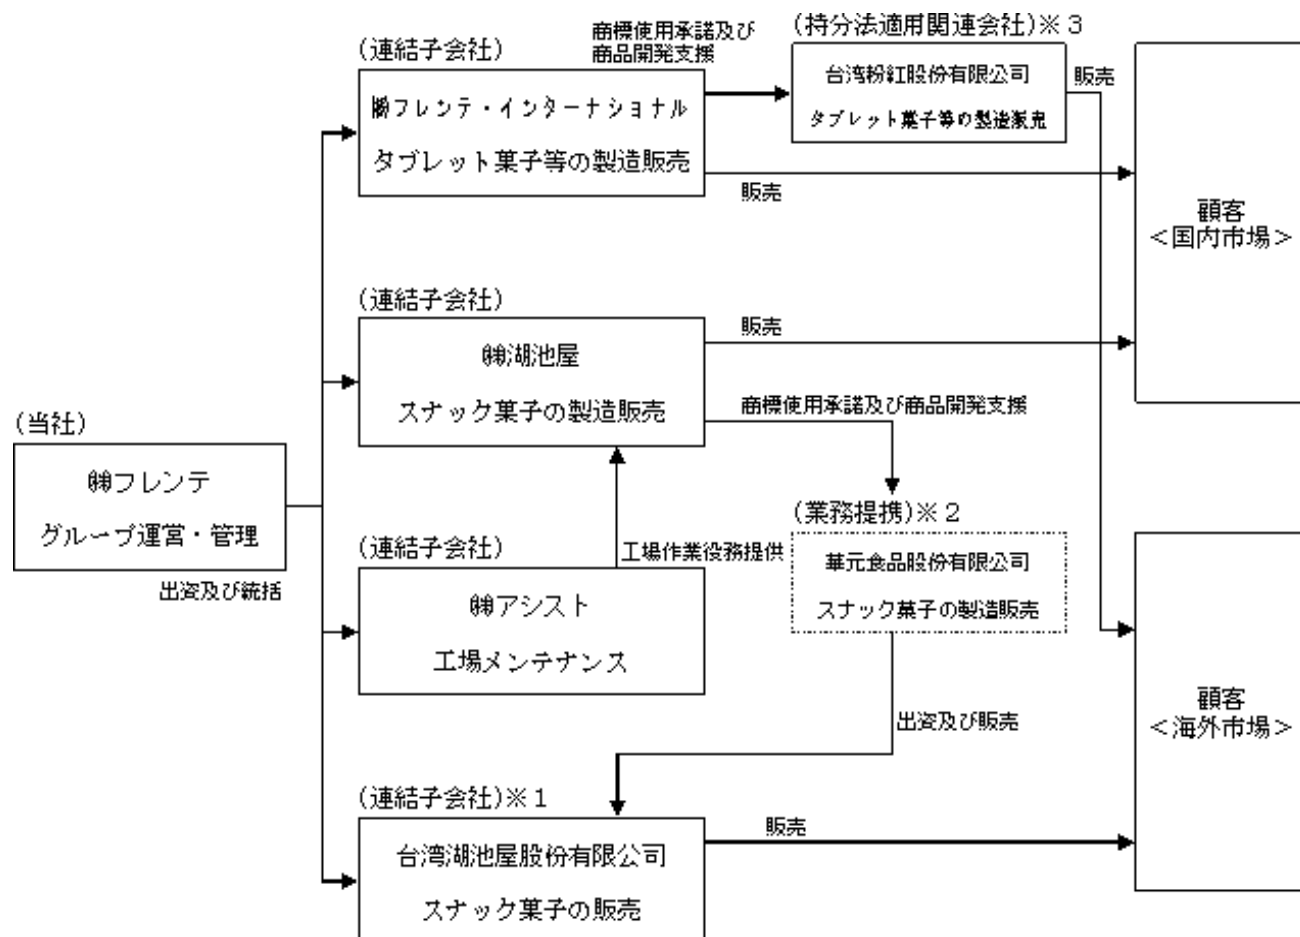 (当社)
㈱フレンテ
グループ運営・管理
出資及び統括
(連結子会社)
㈱フレンテ・インターナショナル
タブレット菓子等の製造販売
商標使用承諾及び
商品開発支援
(持分法適用関連会社)※3
台湾粉紅股份有限公司
タブレット菓子等の製造販売
販売
販売
顧客
<国内市場>
(連結子会社)
㈱湖池屋
スナック菓子の製造販売
販売
商標使用承諾及び商品開発支援
(業務提携)※2
華元食品股份有限公司
スナック菓子の製造販売
(連結子会社)
㈱アシスト
工場メンテナンス
工場作業役務提供
出資及び販売
顧客
<海外市場>
(連結子会社)※1
台湾湖池屋股份有限公司
スナック菓子の販売
販売